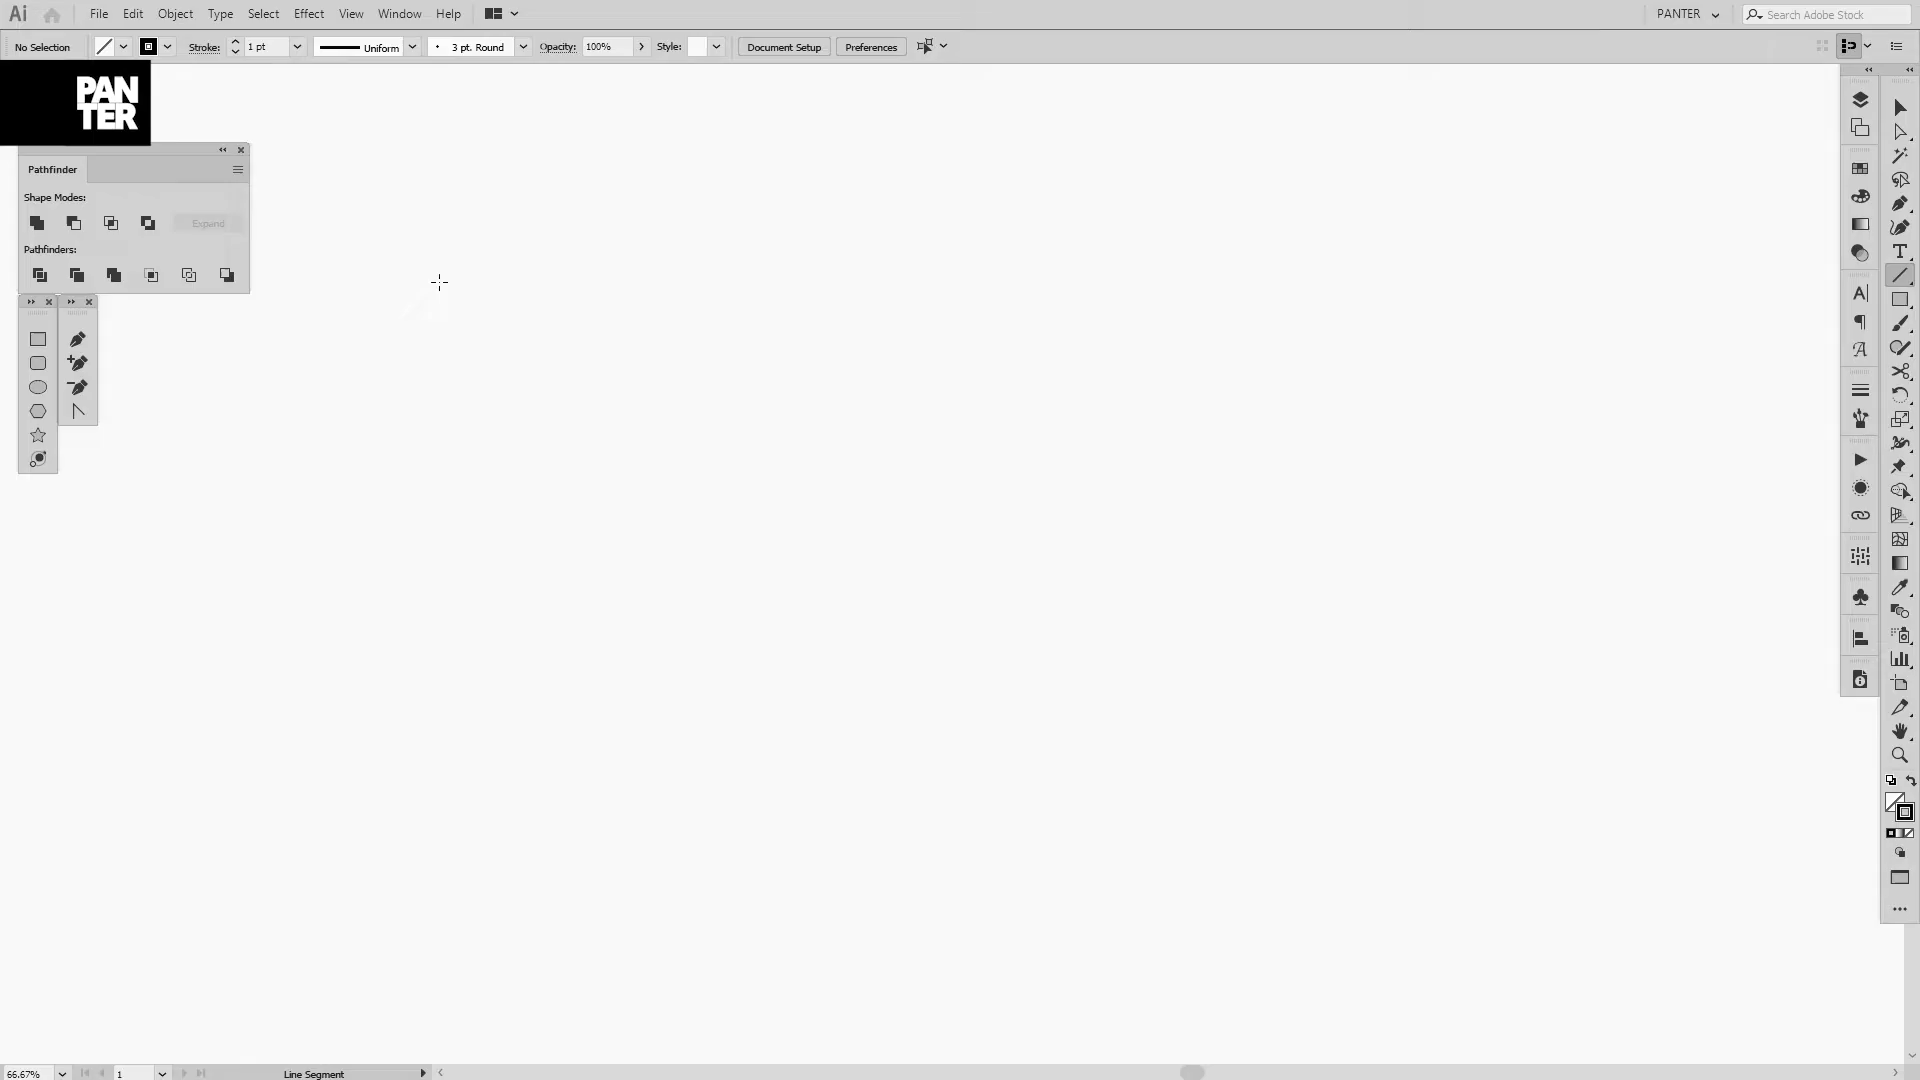 Ai File Edit Object Type Select Effect View Window Help PANTER Search Adobe Stock
No Selection Stroke: 1 pt Uniform 3 pt. Round Opacity: 100% Style: Document Setup Preferences
PAN
TER
Pathfinder
Shape Modes:
Expand
Pathfinders:
66.67% 1 Line Segment